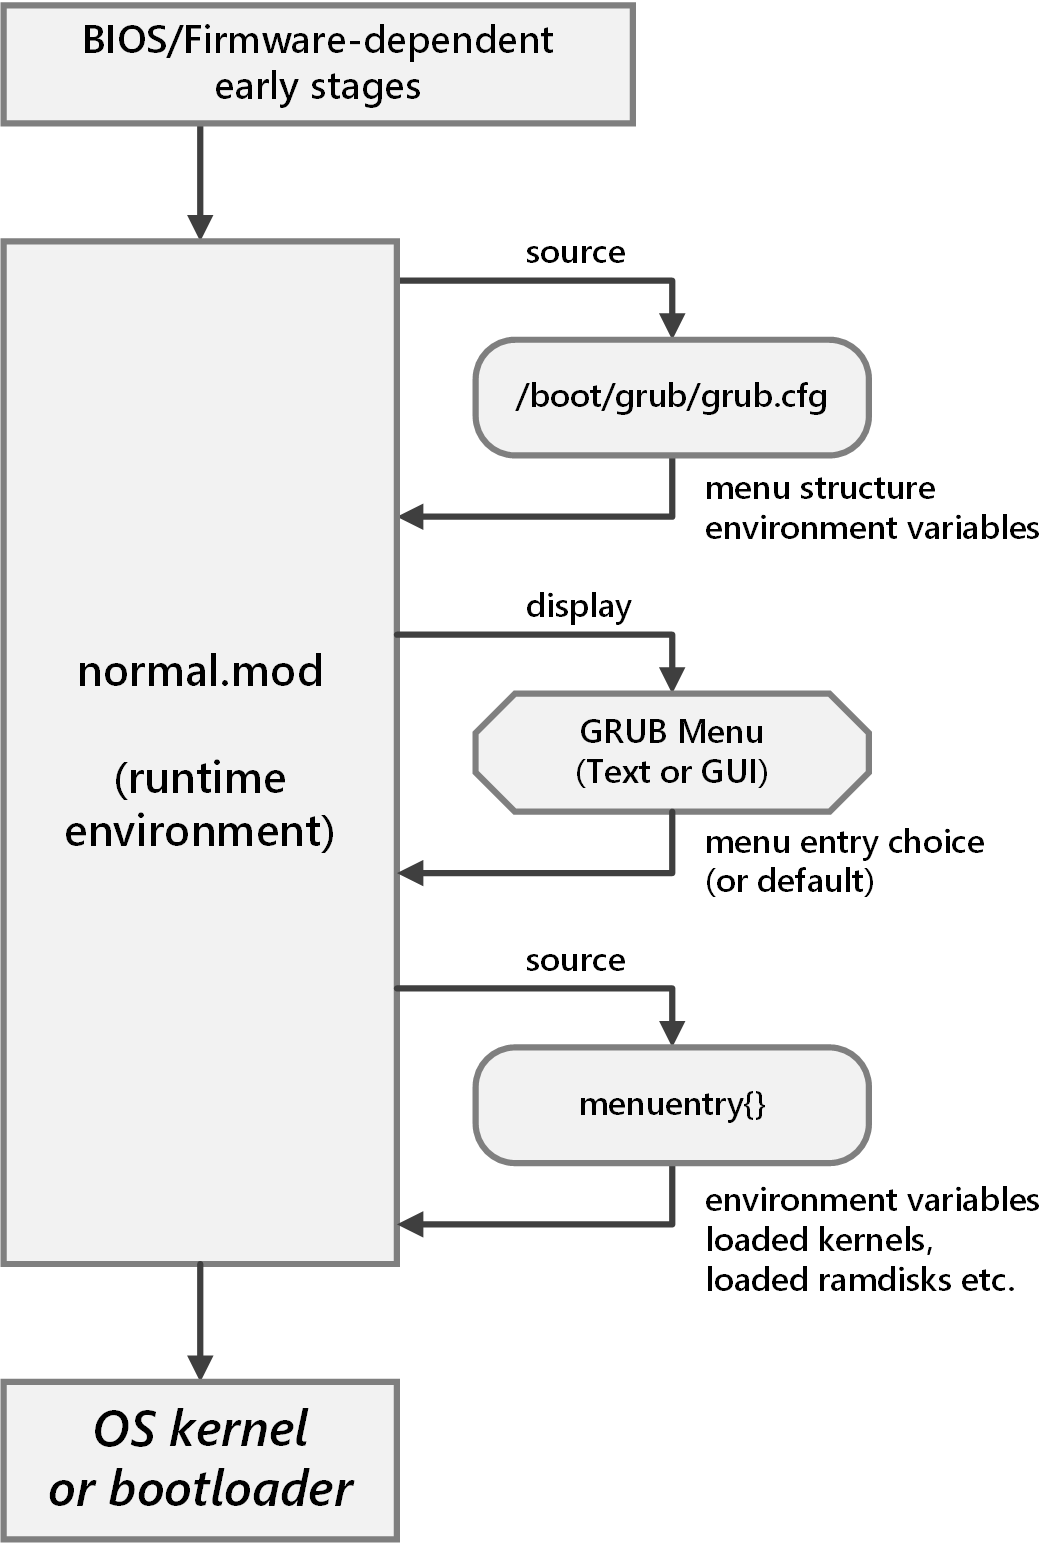 BIOS/Firmware-dependent
early stages
source
/boot/grub/grub.cfg
menu structure
environment variables
display
normal.mod
(runtime
environment)
GRUB Menu
(Text or GUI)
menu entry choice
(or default)
source
menuentry{}
environment variables
loaded kernels,
loaded ramdisks etc.
OS kernel
or bootloader